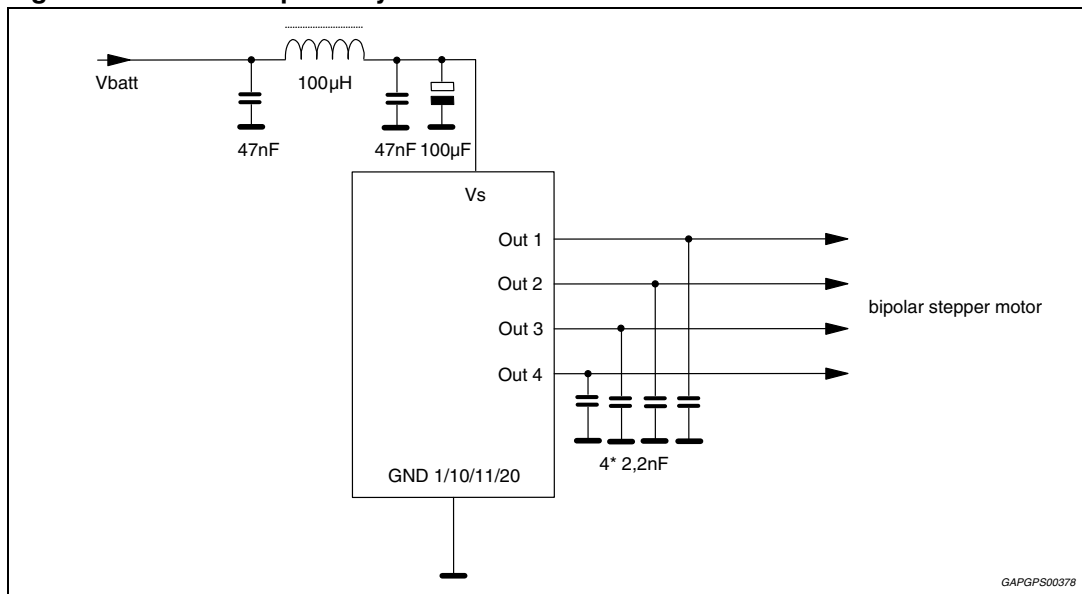 Vbatt
100µH
47nF
47nF 100µF
Vs
Out 1
Out 2
Out 3
Out 4
bipolar stepper motor
4* 2,2nF
GND 1/10/11/20
GAPGPS00378